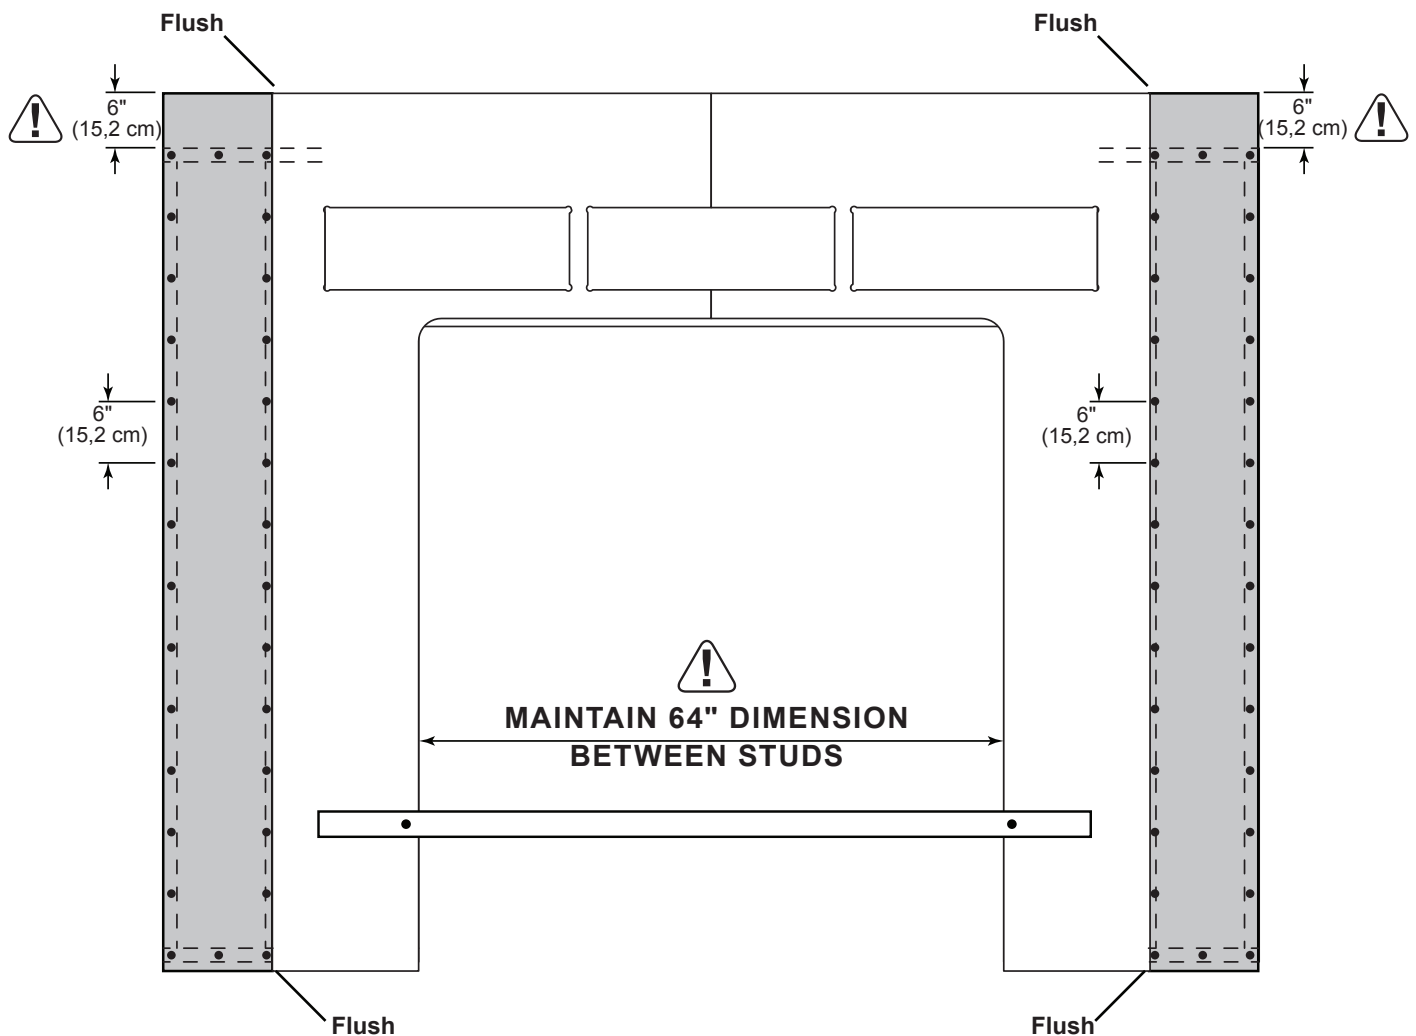 Flush
Flush
6"
(15,2 cm)
6"
(15,2 cm)
6"
(15,2 cm)
6"
(15,2 cm)
MAINTAIN 64" DIMENSION
BETWEEN STUDS
Flush
Flush